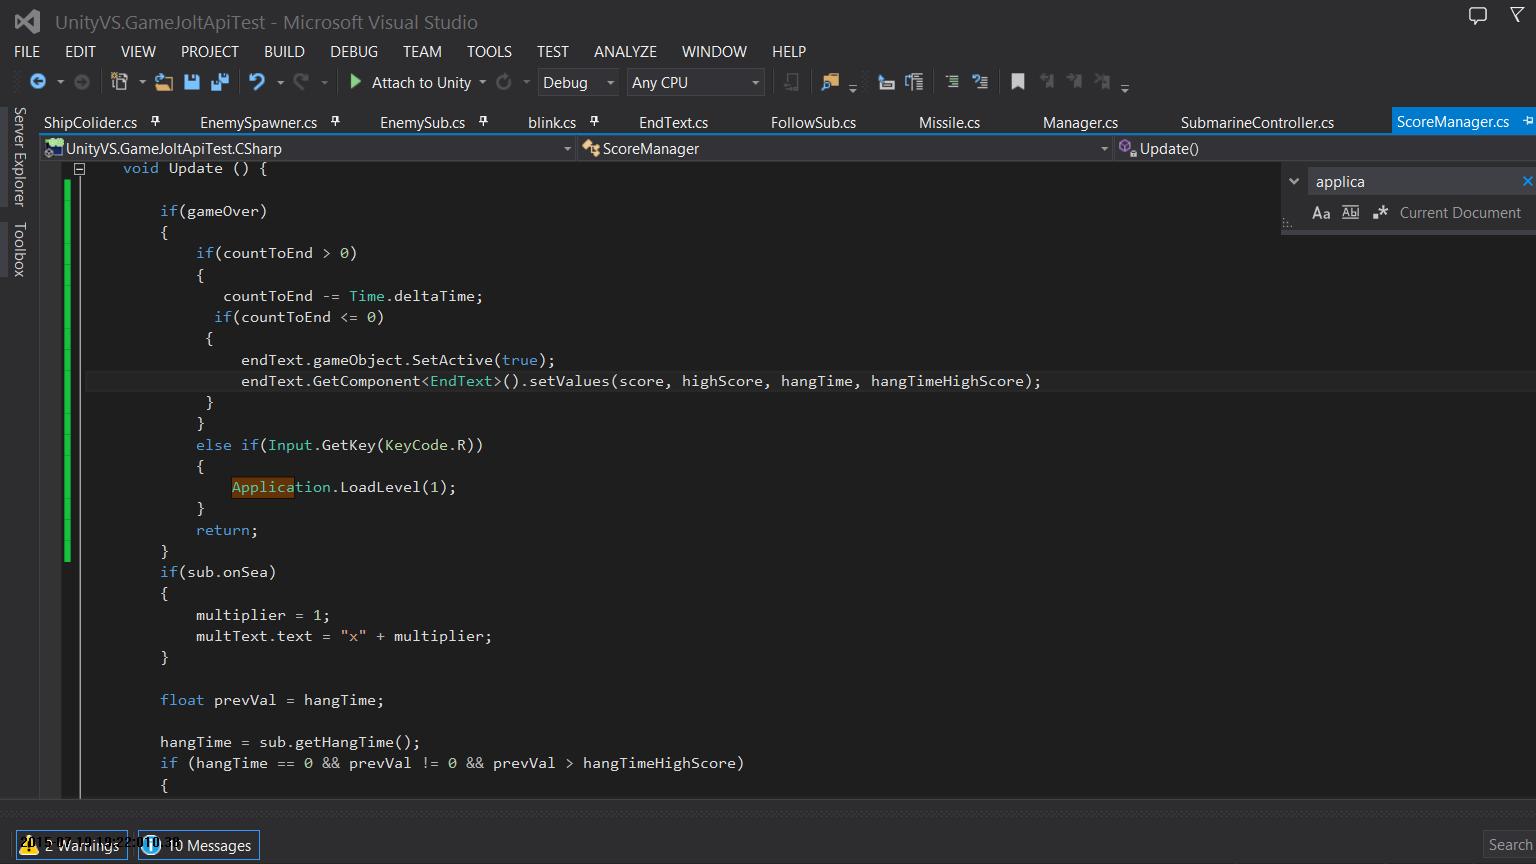 UnityVS.GameJoltApiTest - Microsoft Visual Studio
FILE EDIT VIEW PROJECT BUILD DEBUG TEAM TOOLS TEST ANALYZE WINDOW HELP
Attach to Unity Debug Any CPU
Server Explorer
Toolbox
ShipColider.cs EnemySpawner.cs EnemySub.cs blink.cs EndText.cs FollowSub.cs Missile.cs Manager.cs SubmarineController.cs ScoreManager.cs
UnityVS.GameJoltApiTest.CSharp ScoreManager Update()
applica
Aa Abl Current Document
void Update () {
if(gameOver)
{
if(countToEnd > 0)
{
countToEnd -= Time.deltaTime;
if(countToEnd <= 0)
{
endText.gameObject.SetActive(true);
endText.GetComponent<EndText>().setValues(score, highScore, hangTime, hangTimeHighScore);
}
}
else if(Input.GetKey(KeyCode.R))
{
Application.LoadLevel(1);
}
return;
}
if(sub.onSea)
{
multiplier = 1;
multText.text = "x" + multiplier;
}
float prevVal = hangTime;
hangTime = sub.getHangTime();
if (hangTime == 0 && prevVal != 0 && prevVal > hangTimeHighScore)
{
2 Warnings 10 Messages
Search